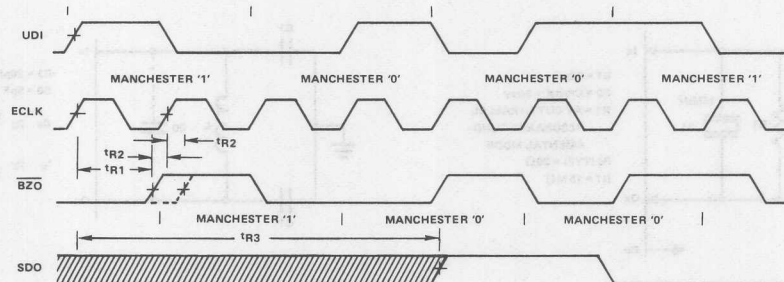 UDI
MANCHESTER '1' MANCHESTER '0' MANCHESTER '0' MANCHESTER '1'
ECLK
tR2
tR2
tR1
BZO
MANCHESTER '1' MANCHESTER '0' MANCHESTER '0'
tR3
SDO